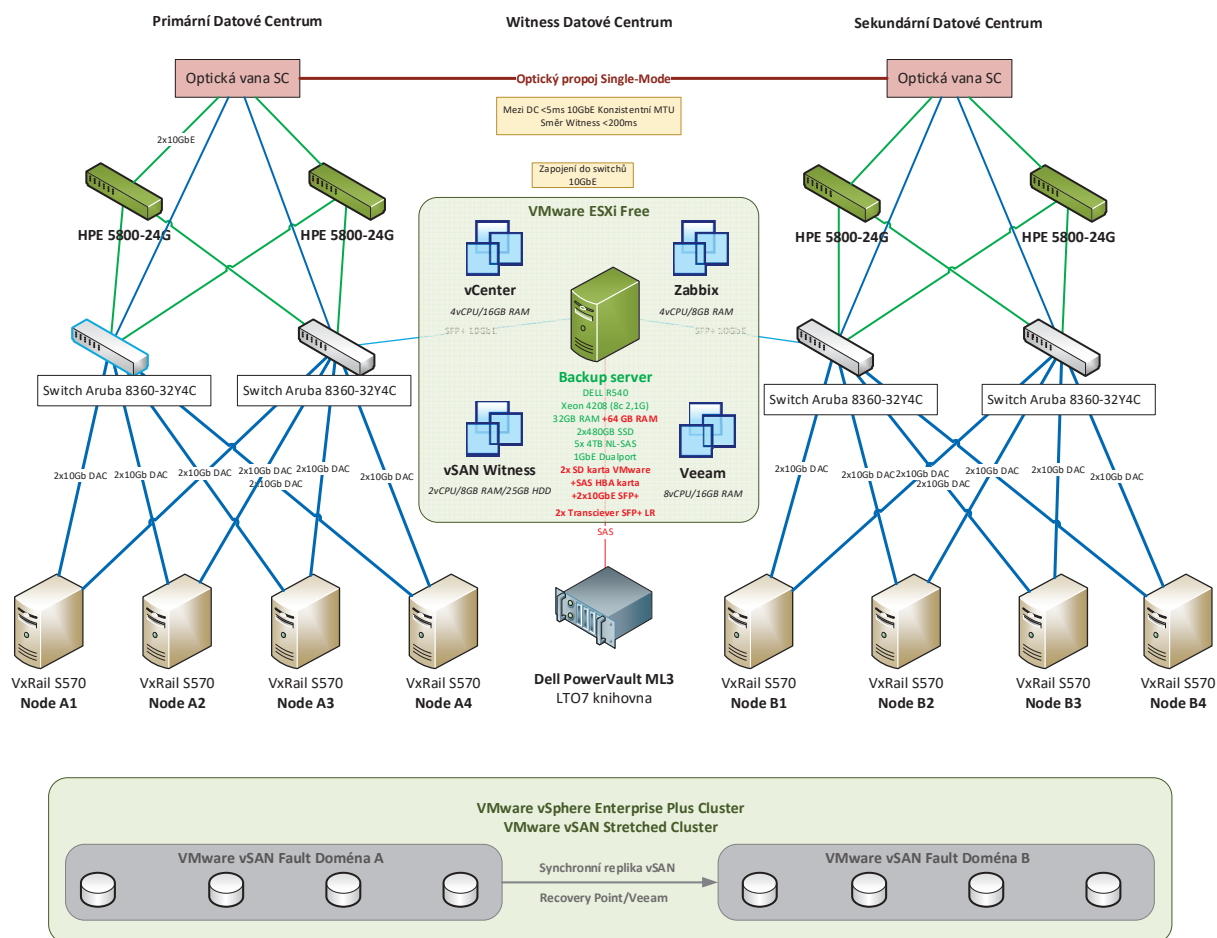 Primární Datové Centrum
Witness Datové Centrum
Sekundární Datové Centrum
Optická vana SC
Optický propoj Single-Mode
Optická vana SC
Mezi DC <5ms 10GbE Konzistentní MTU
Směr Witness <200ms
2x10GbE
Zapojení do switchů
10GbE
HPE 5800-24G
HPE 5800-24G
VMware ESXi Free
HPE 5800-24G
HPE 5800-24G
vCenter
4vCPU/16GB RAM
Zabbix
4vCPU/8GB RAM
SFP+ 10GbE
SFP+ 10GbE
Switch Aruba 8360-32Y4C
Switch Aruba 8360-32Y4C
Switch Aruba 8360-32Y4C
Switch Aruba 8360-32Y4C
Backup server
DELL R540
Xeon 4208 (8c 2,1G)
32GB RAM +64 GB RAM
2x480GB SSD
5x 4TB NL-SAS
1GbE Dualport
2x SD karta VMware
+SAS HBA karta
+2x10GbE SFP+
2x Transciever SFP+ LR
vSAN Witness
2vCPU/8GB RAM/25GB HDD
Veeam
8vCPU/16GB RAM
SAS
2x10Gb DAC
2x10Gb DAC
2x10Gb DAC
2x10Gb DAC
2x10Gb DAC
2x10Gb DAC
2x10Gb DAC
2x10Gb DAC
2x10Gb DAC
2x10Gb DAC
2x10Gb DAC
2x10Gb DAC
2x10Gb DAC
2x10Gb DAC
VxRail S570
Node A1
VxRail S570
Node A2
VxRail S570
Node A3
VxRail S570
Node A4
Dell PowerVault ML3
LTO7 knihovna
VxRail S570
Node B1
VxRail S570
Node B2
VxRail S570
Node B3
VxRail S570
Node B4
VMware vSphere Enterprise Plus Cluster
VMware vSAN Stretched Cluster
VMware vSAN Fault Doména A
Synchronní replika vSAN
Recovery Point/Veeam
VMware vSAN Fault Doména B